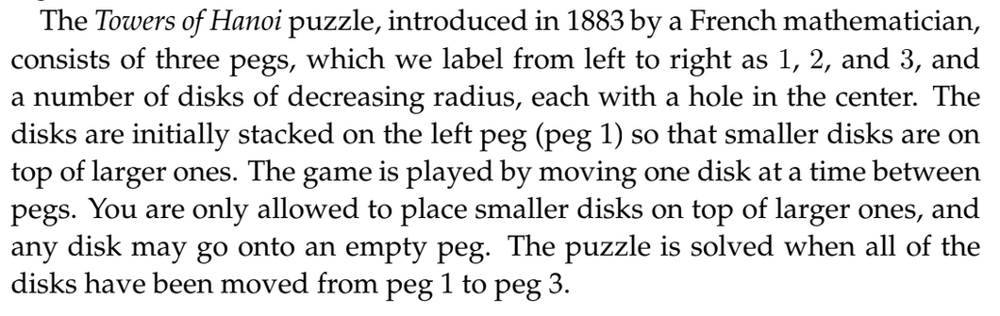 The Towers of Hanoi puzzle, introduced in 1883 by a French mathematician,
consists of three pegs, which we label from left to right as 1, 2, and 3, and
a number of disks of decreasing radius, each with a hole in the center. The
disks are initially stacked on the left peg (peg 1) so that smaller disks are on
top of larger ones. The game is played by moving one disk at a time between
pegs. You are only allowed to place smaller disks on top of larger ones, and
any disk may go onto an empty peg. The puzzle is solved when all of the
disks have been moved from peg 1 to peg 3.